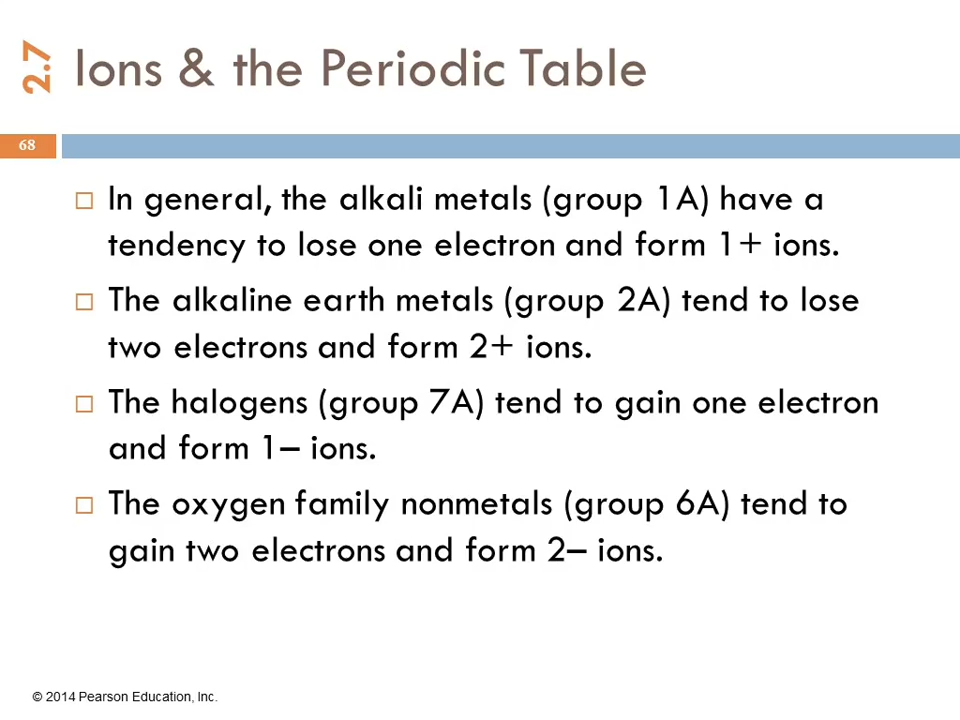 2.7
Ions & the Periodic Table
68
In general, the alkali metals (group 1A) have a
tendency to lose one electron and form 1+ ions.
The alkaline earth metals (group 2A) tend to lose
two electrons and form 2+ ions.
The halogens (group 7A) tend to gain one electron
and form 1– ions.
The oxygen family nonmetals (group 6A) tend to
gain two electrons and form 2– ions.
© 2014 Pearson Education, Inc.